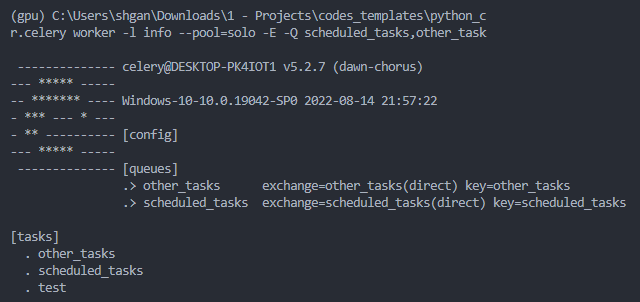 (gpu) C:\Users\shgan\Downloads\1 - Projects\codes_templates\python_c
r.celery worker -l info --pool=solo -E -Q scheduled_tasks,other_task
 -------------- celery@DESKTOP-PK4IOT1 v5.2.7 (dawn-chorus)
--- ***** -----
-- ******* ---- Windows-10-10.0.19042-SP0 2022-08-14 21:57:22
- *** --- * ---
- ** ---------- [config]
--- ***** -----
 -------------- [queues]
                .> other_tasks      exchange=other_tasks(direct) key=other_tasks
                .> scheduled_tasks  exchange=scheduled_tasks(direct) key=scheduled_tasks
[tasks]
  . other_tasks
  . scheduled_tasks
  . test